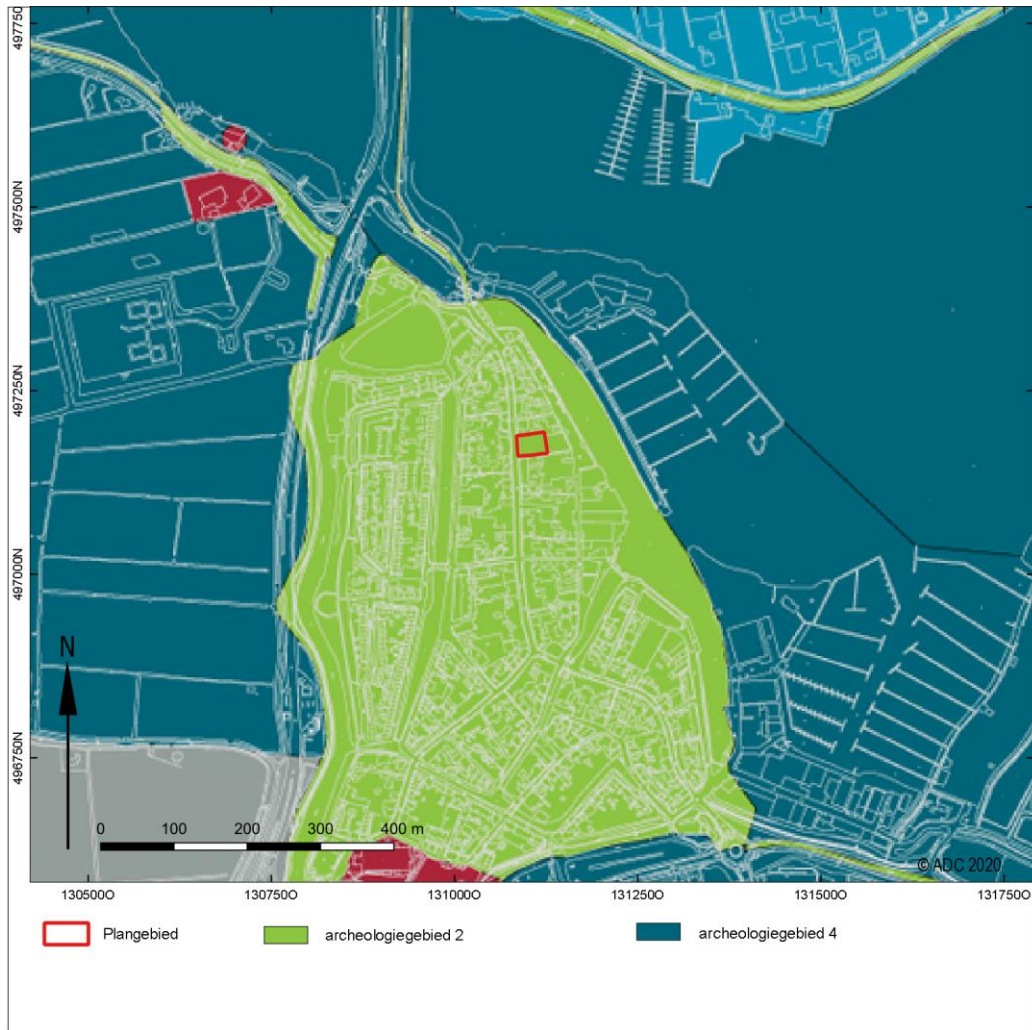 49775
497500N
497250N
497000N
496750N
N
0 100 200 300 400 m
© ADC 2020
130500O 130750O 131000O 131250O 131500O 131750O
Plangebied archeologiegebied 2 archeologiegebied 4